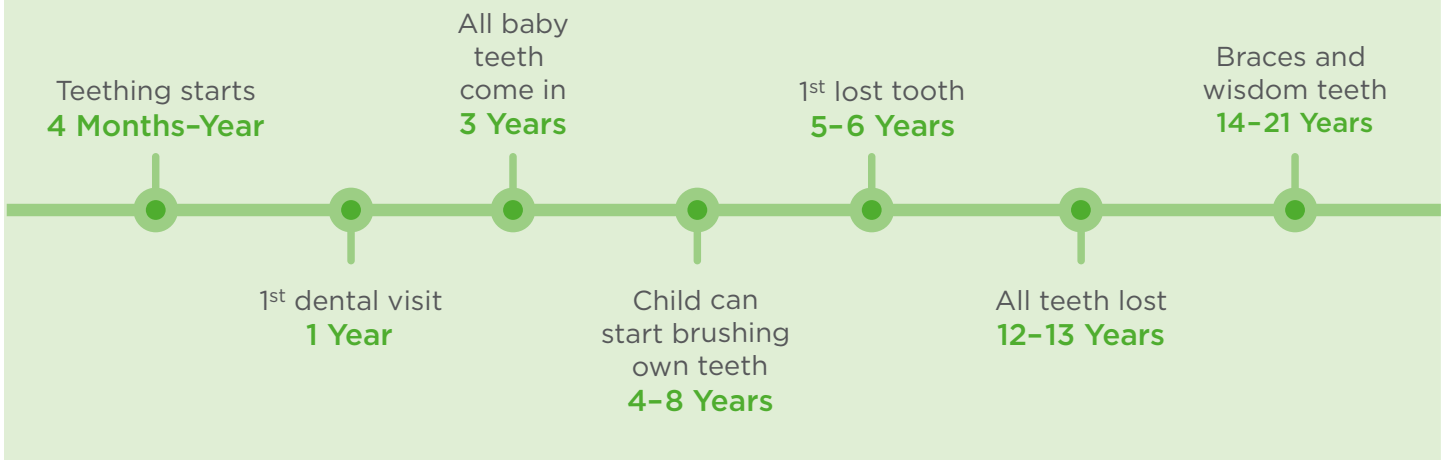 Teething starts
4 Months–Year
1st dental visit
1 Year
All baby
teeth
come in
3 Years
Child can
start brushing
own teeth
4–8 Years
1st lost tooth
5–6 Years
All teeth lost
12–13 Years
Braces and
wisdom teeth
14–21 Years